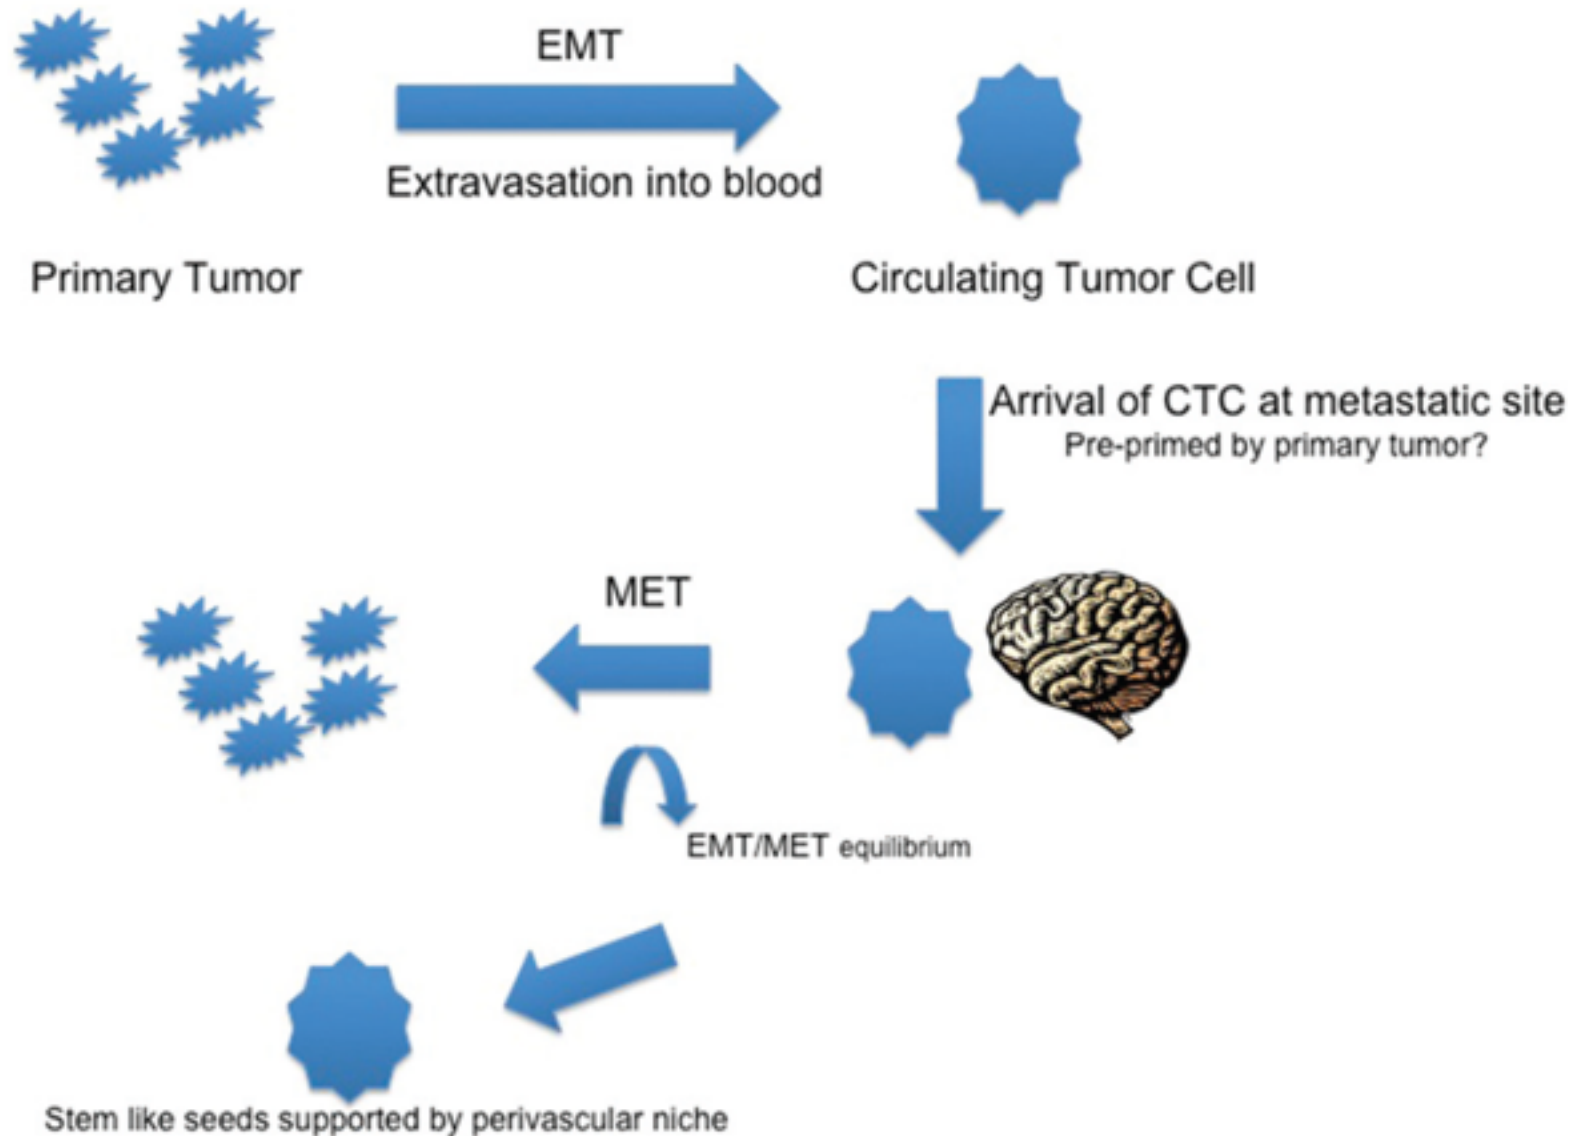 EMT
Extravasation into blood
Primary Tumor
Circulating Tumor Cell
Arrival of CTC at metastatic site
Pre-primed by primary tumor?
MET
EMT/MET equilibrium
Stem like seeds supported by perivascular niche